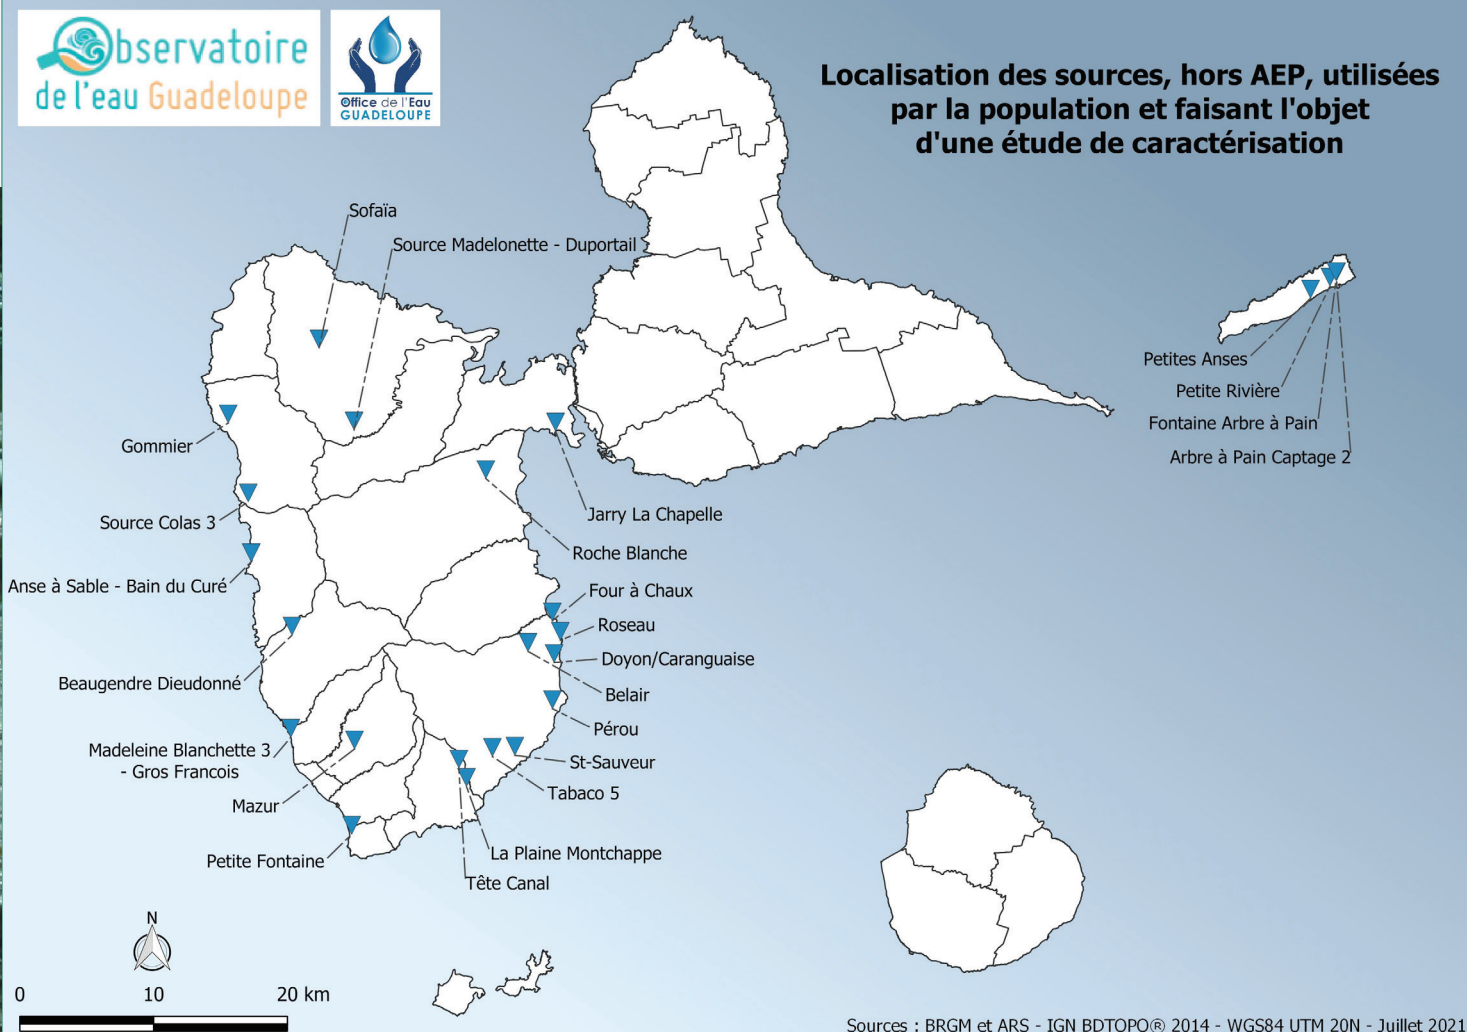 Observatoire
de l'eau Guadeloupe
Office de l'Eau
GUADELOUPE
Localisation des sources, hors AEP, utilisées
par la population et faisant l'objet
d'une étude de caractérisation
Sofaïa
Source Madelonette - Duportail
Gommier
Source Colas 3
Anse à Sable - Bain du Curé
Beaugendre Dieudonné
Madeleine Blanchette 3
- Gros Francois
Mazur
Petite Fontaine
Jarry La Chapelle
Roche Blanche
Four à Chaux
Roseau
Doyon/Caranguaise
Belair
Pérou
St-Sauveur
Tabaco 5
La Plaine Montchappe
Tête Canal
Petites Anses
Petite Rivière
Fontaine Arbre à Pain
Arbre à Pain Captage 2
N
0 10 20 km
Sources : BRGM et ARS - IGN BDTOPO® 2014 - WGS84 UTM 20N - Juillet 2021